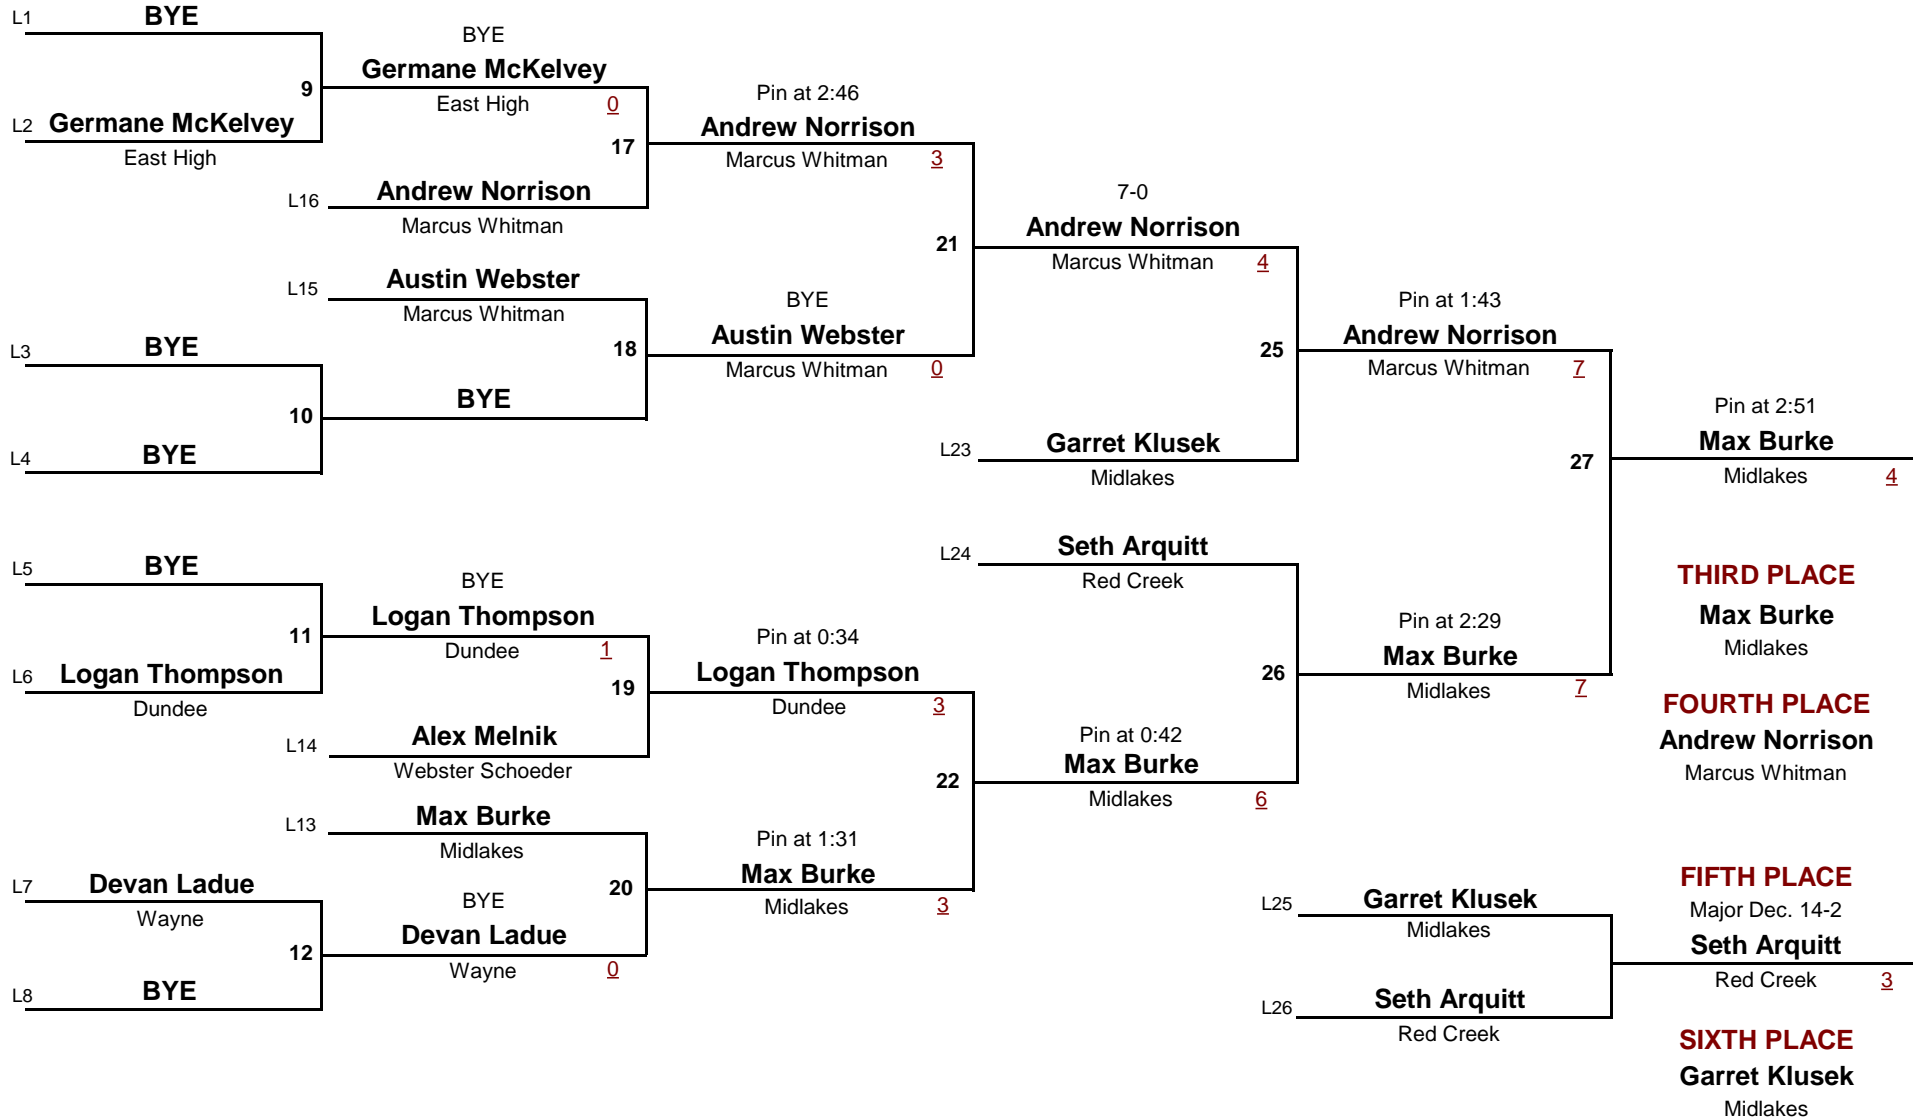 L1 BYE
BYE
Germane McKelvey
9
East High 0
L2 Germane McKelvey
East High
Pin at 2:46
Andrew Norrison
17
Marcus Whitman 3
L16 Andrew Norrison
Marcus Whitman
7-0
Andrew Norrison
21
Marcus Whitman 4
L15 Austin Webster
Marcus Whitman
BYE
Austin Webster
18
Marcus Whitman 0
L3 BYE
10
BYE
L4 BYE
Pin at 1:43
Andrew Norrison
25
Marcus Whitman 7
L23 Garret Klusek
Midlakes
Pin at 2:51
Max Burke
27
Midlakes 4
L24 Seth Arquitt
Red Creek
L5 BYE
BYE
Logan Thompson
11
Dundee 1
L6 Logan Thompson
Dundee
Pin at 0:34
Logan Thompson
19
Dundee 3
L14 Alex Melnik
Webster Schoeder
Pin at 2:29
Max Burke
26
Midlakes 7
Pin at 0:42
Max Burke
22
Midlakes 6
L13 Max Burke
Midlakes
Pin at 1:31
Max Burke
20
Midlakes 3
L7 Devan Ladue
Wayne
BYE
Devan Ladue
12
Wayne 0
L8 BYE
THIRD PLACE
Max Burke
Midlakes
FOURTH PLACE
Andrew Norrison
Marcus Whitman
L25 Garret Klusek
Midlakes
L26 Seth Arquitt
Red Creek
FIFTH PLACE
Major Dec. 14-2
Seth Arquitt
Red Creek 3
SIXTH PLACE
Garret Klusek
Midlakes